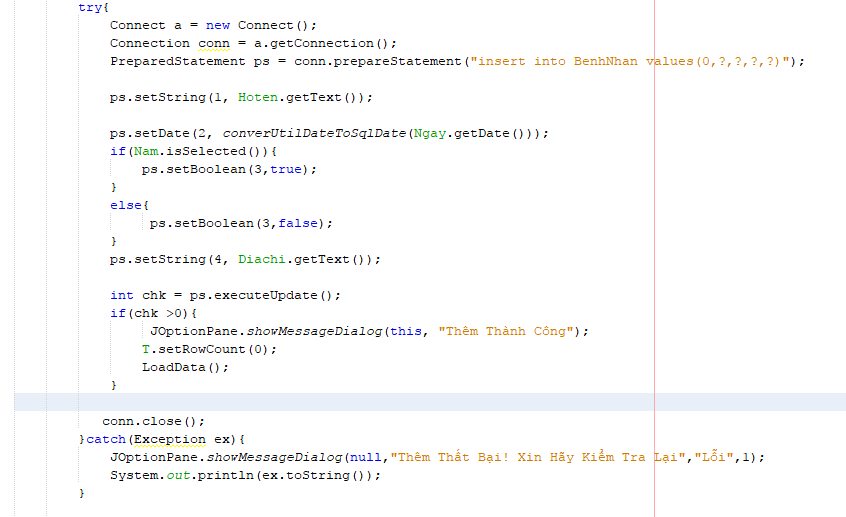 try{
Connect a = new Connect();
Connection conn = a.getConnection();
PreparedStatement ps = conn.prepareStatement("insert into BenhNhan values(0,?,?,?,?)");
ps.setString(1, Hoten.getText());
ps.setDate(2, converUtilDateToSqlDate(Ngay.getDate()));
if(Nam.isSelected()){
ps.setBoolean(3,true);
}
else{
ps.setBoolean(3,false);
}
ps.setString(4, Diachi.getText());
int chk = ps.executeUpdate();
if(chk >0){
JOptionPane.showMessageDialog(this, "Thêm Thành Công");
T.setRowCount(0);
LoadData();
}
conn.close();
}catch(Exception ex){
JOptionPane.showMessageDialog(null,"Thêm Thất Bại! Xin Hãy Kiểm Tra Lại","Lỗi",1);
System.out.println(ex.toString());
}